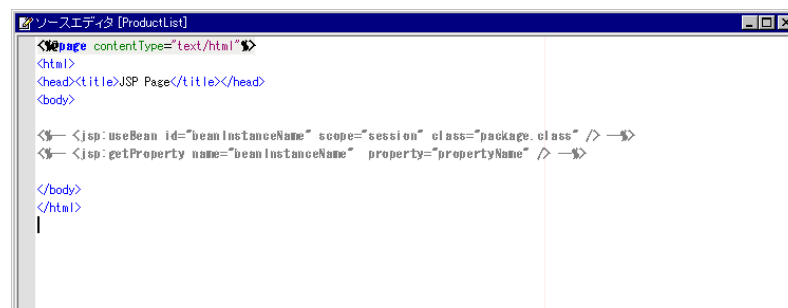 ソースエディタ [ProductList]
<%@page contentType="text/html"%>
<html>
<head><title>JSP Page</title></head>
<body>
<%-- <jsp:useBean id="beanInstanceName" scope="session" class="package.class" /> --%>
<%-- <jsp:getProperty name="beanInstanceName"  property="propertyName" /> --%>
</body>
</html>